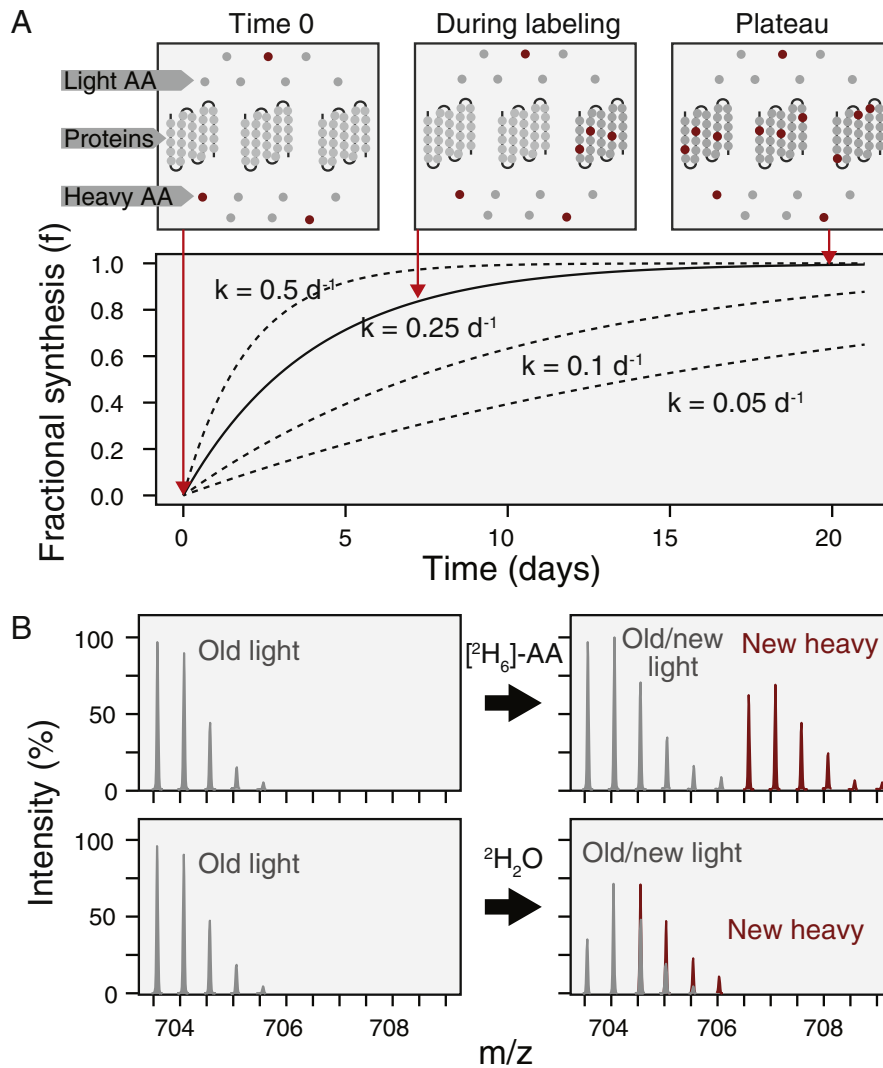 A
Time 0
During labeling
Plateau
Light AA
Proteins
Heavy AA
Fractional synthesis (f)
1.0
0.8
0.6
0.4
0.2
0.0
k = 0.5 d⁻¹
k = 0.25 d⁻¹
k = 0.1 d⁻¹
k = 0.05 d⁻¹
0
5
10
15
20
Time (days)
B
Intensity (%)
100
50
0
Old light
[²H₆]-AA
Old/new
light
New heavy
100
50
0
Old light
²H₂O
Old/new light
New heavy
704
706
708
704
706
708
m/z